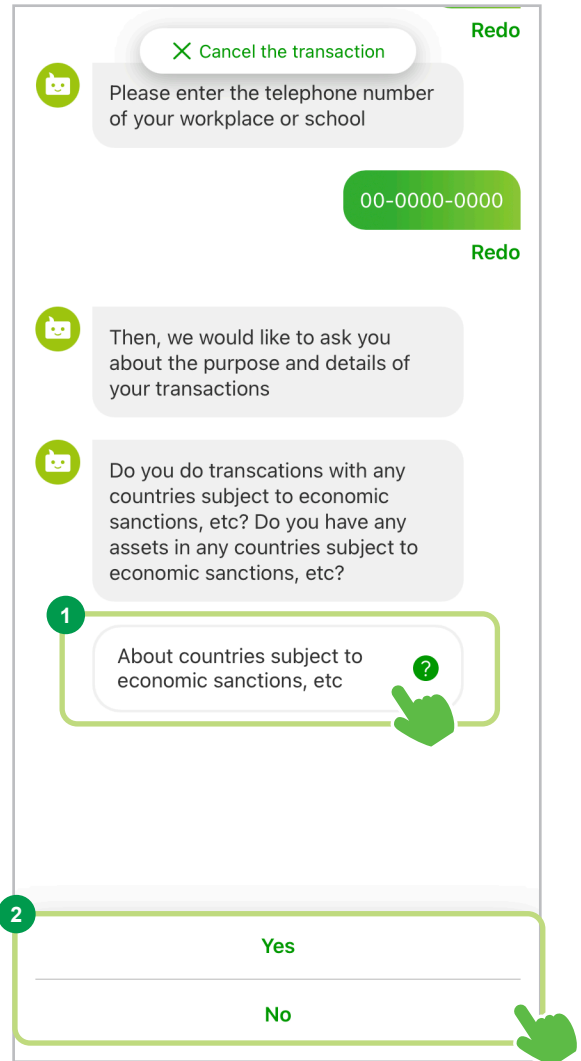 Redo
Cancel the transaction
Please enter the telephone number
of your workplace or school
00-0000-0000
Redo
Then, we would like to ask you
about the purpose and details of
your transactions
Do you do transcations with any
countries subject to economic
sanctions, etc? Do you have any
assets in any countries subject to
economic sanctions, etc?
1
About countries subject to
economic sanctions, etc
?
2
Yes
No